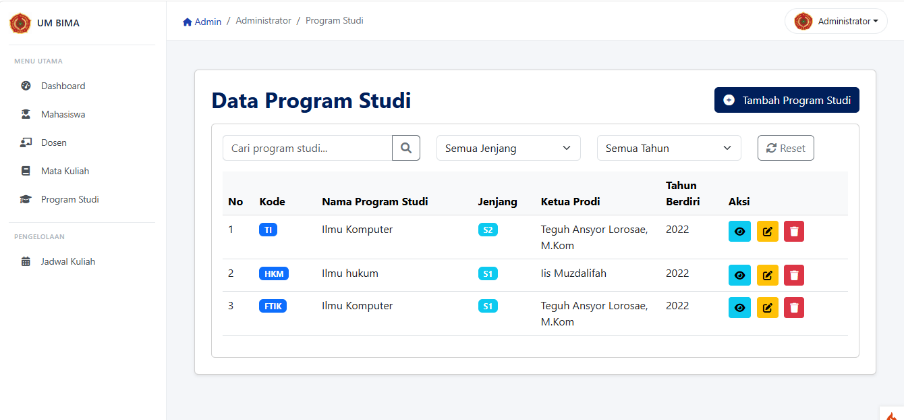 UM BIMA
Admin / Administrator / Program Studi
Administrator
MENU UTAMA
Dashboard
Mahasiswa
Dosen
Mata Kuliah
Program Studi
PENGELOLAAN
Jadwal Kuliah
Data Program Studi
Tambah Program Studi
Cari program studi...
Semua Jenjang
Semua Tahun
Reset
No Kode Nama Program Studi Jenjang Ketua Prodi Tahun Berdiri Aksi
1 TI Ilmu Komputer S2 Teguh Ansyor Lorosae, M.Kom 2022
2 HKM Ilmu hukum S1 Iis Muzdalifah 2022
3 FTIK Ilmu Komputer S1 Teguh Ansyor Lorosae, M.Kom 2022